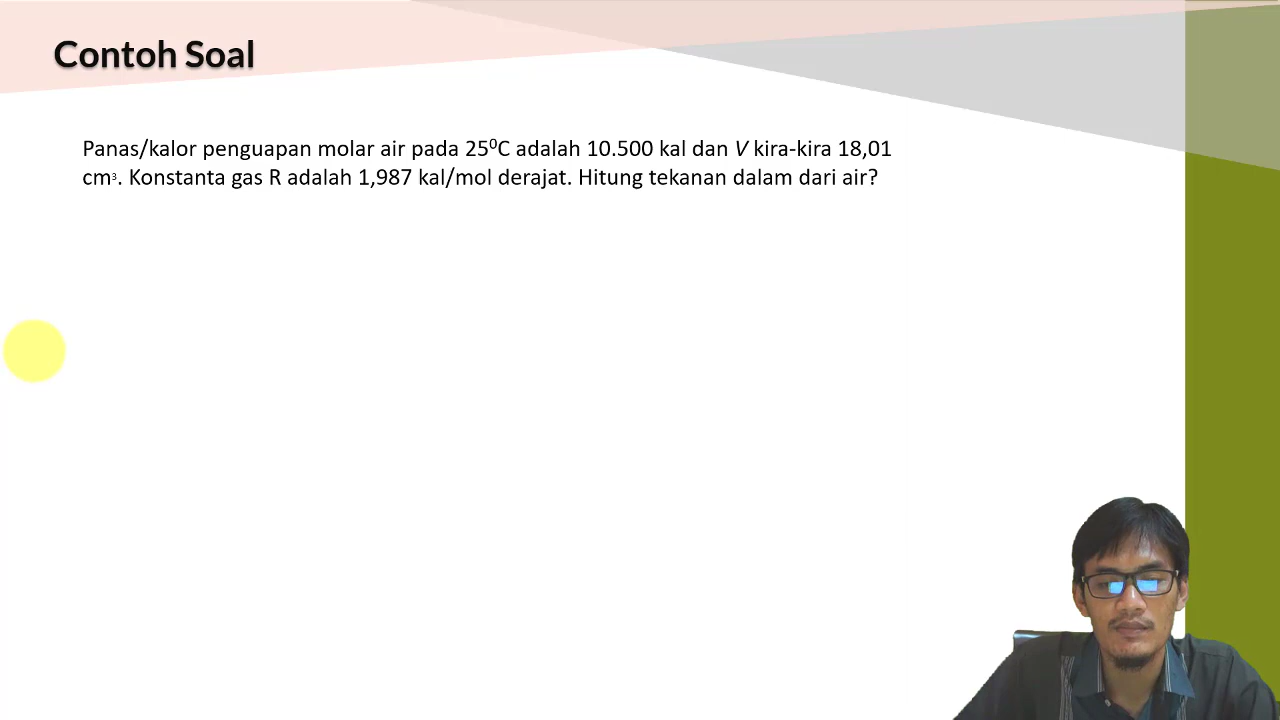 Contoh Soal
Panas/kalor penguapan molar air pada 25⁰C adalah 10.500 kal dan V kira-kira 18,01
cm³. Konstanta gas R adalah 1,987 kal/mol derajat. Hitung tekanan dalam dari air?